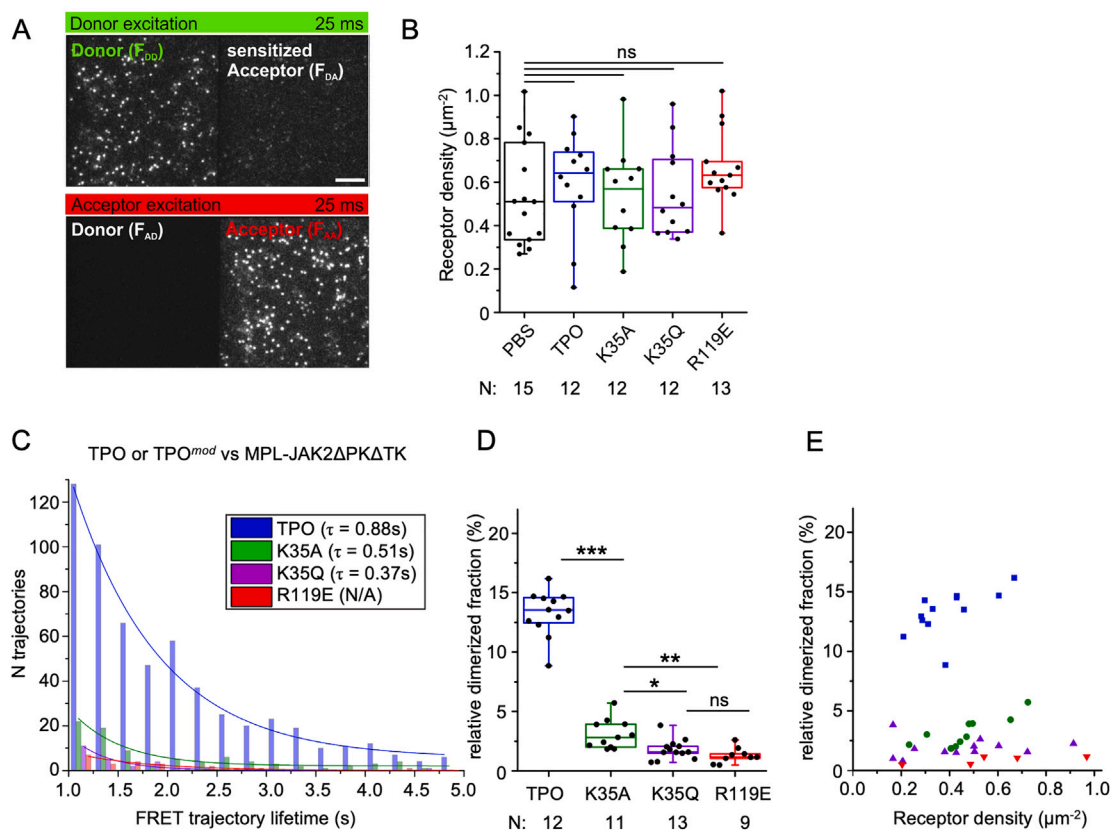 A
Donor excitation 25 ms
Donor (FDD) sensitized
Acceptor (FDA)
Acceptor excitation 25 ms
Donor (FAD) Acceptor (FAA)
B
ns
Receptor density (μm-2)
1.2
1.0
0.8
0.6
0.4
0.2
0
PBS TPO K35A K35Q R119E
N: 15 12 12 12 13
C
TPO or TPOmod vs MPL-JAK2ΔPKΔTK
N trajectories
120
100
80
60
40
20
0
TPO (τ = 0.88s)
K35A (τ = 0.51s)
K35Q (τ = 0.37s)
R119E (N/A)
1.0 1.5 2.0 2.5 3.0 3.5 4.0 4.5 5.0
FRET trajectory lifetime (s)
D
relative dimerized fraction (%)
20
15
10
5
0
***
**
*
ns
TPO K35A K35Q R119E
N: 12 11 13 9
E
relative dimerized fraction (%)
20
15
10
5
0
0 0.2 0.4 0.6 0.8 1.0
Receptor density (μm-2)